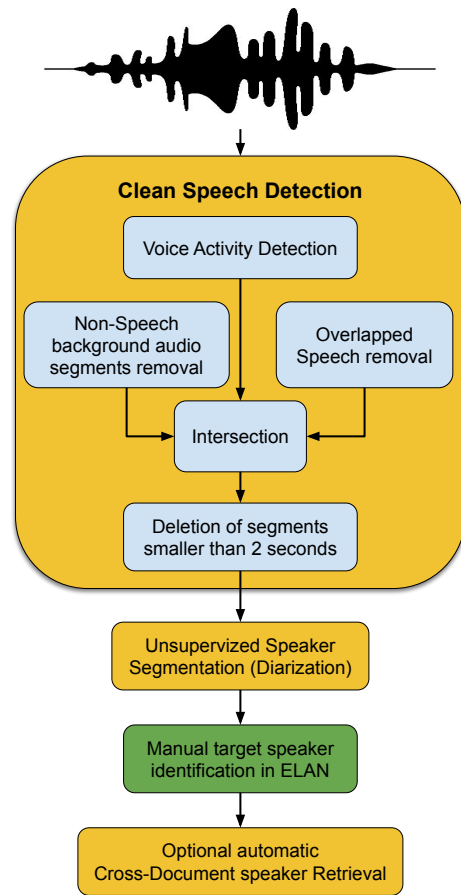 Clean Speech Detection
Voice Activity Detection
Non-Speech
background audio
segments removal
Overlapped
Speech removal
Intersection
Deletion of segments
smaller than 2 seconds
Unsupervized Speaker
Segmentation (Diarization)
Manual target speaker
identification in ELAN
Optional automatic
Cross-Document speaker Retrieval